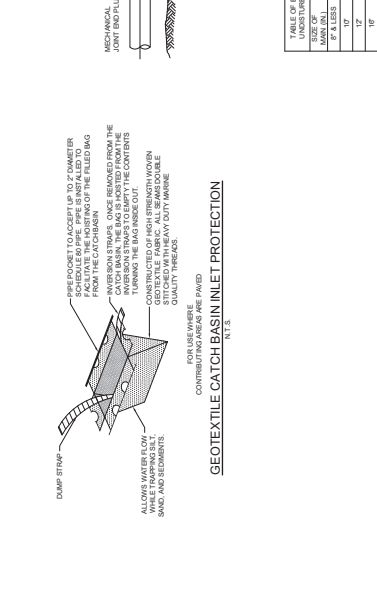 DUMP STRAP
PIPE POCKET TO ACCEPT UP TO 2" DIAMETER
SCHEDULE 80 PIPE. PIPE IS INSTALLED TO
FACILITATE THE HOISTING OF THE FILLED BAG
FROM THE CATCHBASIN
INVERSION STRAPS. ONCE REMOVED FROM THE
CATCH BASIN, THE BAG IS HOISTED FROM THE
INVERSION STRAPS TO EMPTY THE CONTENTS
TURNING THE BAG INSIDE OUT.
CONSTRUCTED OF HIGH STRENGTH WOVEN
GEOTEXTILE FABRIC. ALL SEAMS DOUBLE
STITCHED WITH HEAVY DUTY MARINE
QUALITY THREADS.
ALLOWS WATER FLOW
WHILE TRAPPING SILT,
SAND, AND SEDIMENTS.
FOR USE WHERE
CONTRIBUTING AREAS ARE PAVED
GEOTEXTILE CATCH BASIN INLET PROTECTION
N.T.S.
MECHANICAL
JOINT END PLU
TABLE OF
UNDISTURE
SIZE OF
MAIN (IN.)
8" & LESS
10"
12"
16"